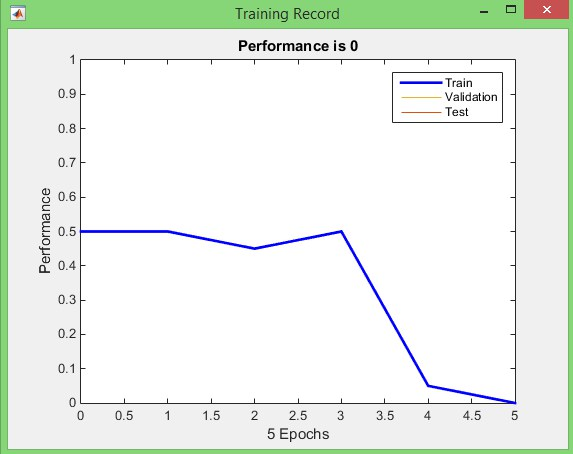 Training Record
Performance is 0
1
0.9
0.8
0.7
0.6
0.5
0.4
0.3
0.2
0.1
0
Performance
Train
Validation
Test
0 0.5 1 1.5 2 2.5 3 3.5 4 4.5 5
5 Epochs